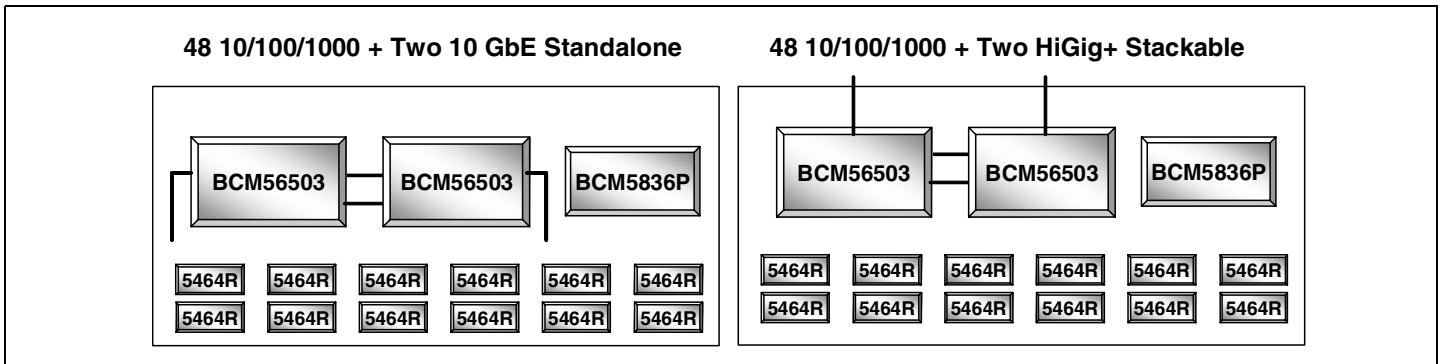 48 10/100/1000 + Two 10 GbE Standalone
BCM56503 BCM56503 BCM5836P
5464R 5464R 5464R 5464R 5464R 5464R
5464R 5464R 5464R 5464R 5464R 5464R
48 10/100/1000 + Two HiGig+ Stackable
BCM56503 BCM56503 BCM5836P
5464R 5464R 5464R 5464R 5464R 5464R
5464R 5464R 5464R 5464R 5464R 5464R